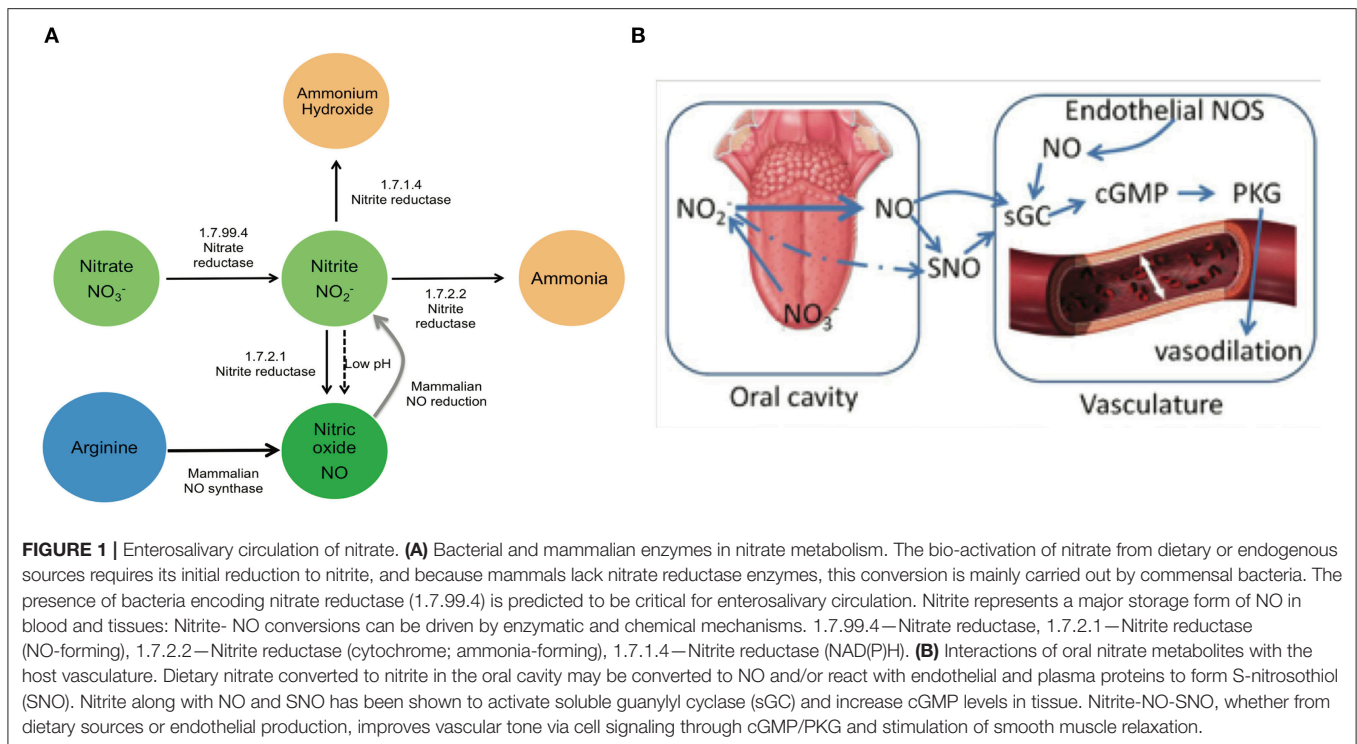 A
Ammonium
Hydroxide
1.7.1.4
Nitrite reductase
1.7.99.4
Nitrate
reductase
Nitrate
NO3-
Nitrite
NO2-
Ammonia
1.7.2.2
Nitrite
reductase
1.7.2.1
Nitrite reductase
Low pH
Mammalian
NO reduction
Arginine
Mammalian
NO synthase
Nitric
oxide
NO
B
Endothelial NOS
NO
NO2-
NO
sGC
cGMP
PKG
SNO
NO3-
vasodilation
Oral cavity
Vasculature
FIGURE 1 | Enterosalivary circulation of nitrate. (A) Bacterial and mammalian enzymes in nitrate metabolism. The bio-activation of nitrate from dietary or endogenous
sources requires its initial reduction to nitrite, and because mammals lack nitrate reductase enzymes, this conversion is mainly carried out by commensal bacteria. The
presence of bacteria encoding nitrate reductase (1.7.99.4) is predicted to be critical for enterosalivary circulation. Nitrite represents a major storage form of NO in
blood and tissues: Nitrite- NO conversions can be driven by enzymatic and chemical mechanisms. 1.7.99.4—Nitrate Reductase, 1.7.2.1—Nitrite reductase
(NO-forming), 1.7.2.2—Nitrite reductase (cytochrome; ammonia-forming), 1.7.1.4—Nitrite reductase (NAD(P)H). (B) Interactions of oral nitrate metabolites with the
host vasculature. Dietary nitrate converted to nitrite in the oral cavity may be converted to NO and/or react with endothelial and plasma proteins to form S-nitrosothiol
(SNO). Nitrite along with NO and SNO has been shown to activate soluble guanylyl cyclase (sGC) and increase cGMP levels in tissue. Nitrite-NO-SNO, whether from
dietary sources or endothelial production, improves vascular tone via cell signaling through cGMP/PKG and stimulation of smooth muscle relaxation.